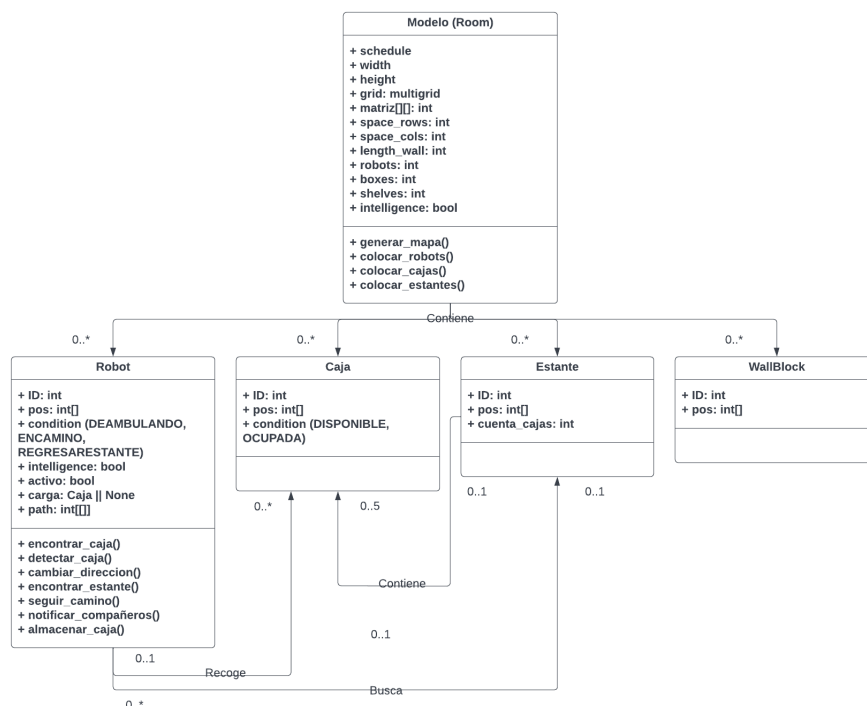 Modelo (Room)
+ schedule
+ width
+ height
+ grid: multigrid
+ matriz[][]: int
+ space_rows: int
+ space_cols: int
+ length_wall: int
+ robots: int
+ boxes: int
+ shelves: int
+ intelligence: bool
+ generar_mapa()
+ colocar_robots()
+ colocar_cajas()
+ colocar_estantes()
Contiene
0..*
0..*
0..*
0..*
Robot
+ ID: int
+ pos: int[]
+ condition (DEAMBULANDO,
ENCAMINO,
REGRESARESTANTE)
+ intelligence: bool
+ activo: bool
+ carga: Caja || None
+ path: int[[]]
+ encontrar_caja()
+ detectar_caja()
+ cambiar_direccion()
+ encontrar_estante()
+ seguir_camino()
+ notificar_compañeros()
+ almacenar_caja()
Caja
+ ID: int
+ pos: int[]
+ condition (DISPONIBLE,
OCUPADA)
Estante
+ ID: int
+ pos: int[]
+ cuenta_cajas: int
WallBlock
+ ID: int
+ pos: int[]
0..*
0..5
0..1
0..1
Contiene
0..1
0..1
Recoge
Busca
0..*